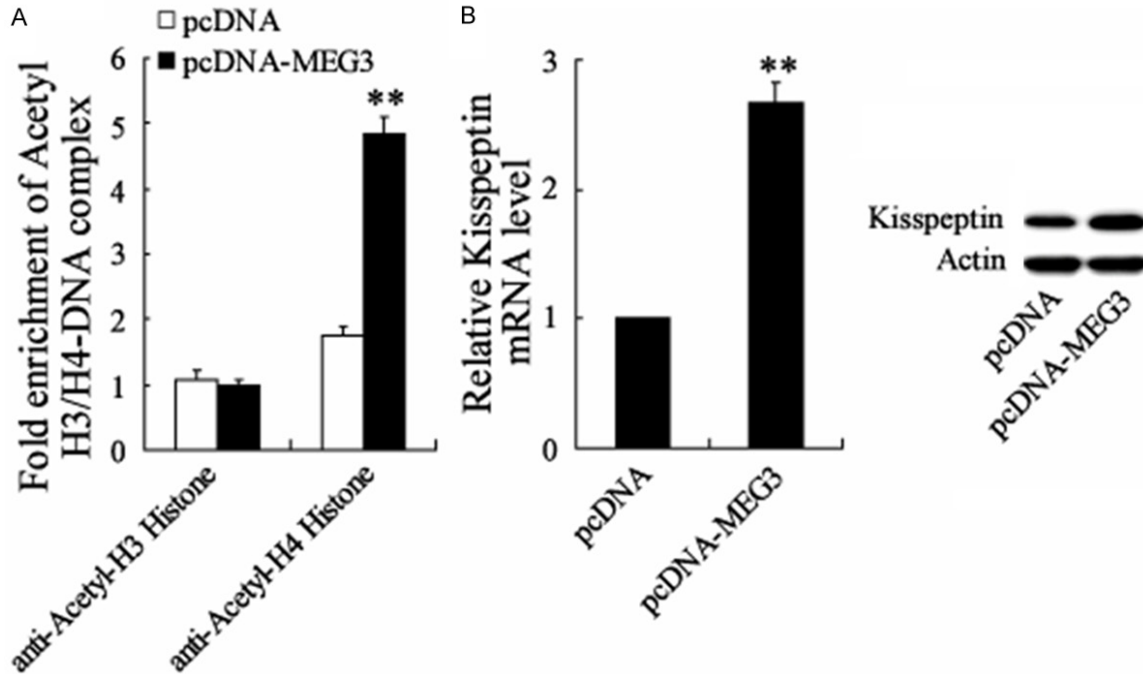 A
pcDNA
pcDNA-MEG3
Fold enrichment of Acetyl
H3/H4-DNA complex
6
5
4
3
2
1
0
**
anti-Acetyl-H3 Histone
anti-Acetyl-H4 Histone
B
Relative Kisspeptin
mRNA level
3
2
1
0
**
pcDNA
pcDNA-MEG3
Kisspeptin
Actin
pcDNA
pcDNA-MEG3